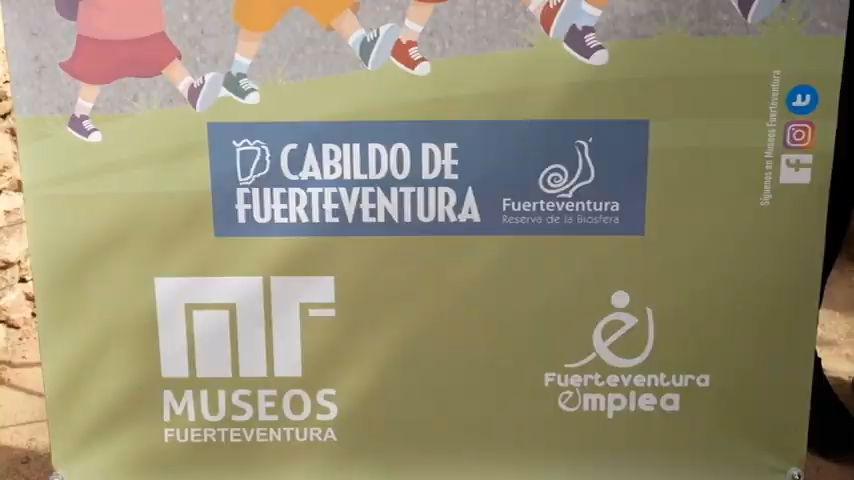 Síguenos en Museos Fuerteventura
CABILDO DE
FUERTEVENTURA
Fuerteventura
Reserva de la Biosfera
MUSEOS
FUERTEVENTURA
Fuerteventura
emplea